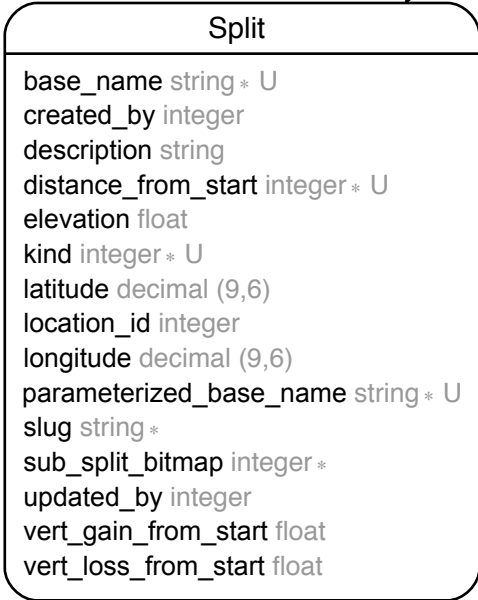 Split
base_name string * U
created_by integer
description string
distance_from_start integer * U
elevation float
kind integer * U
latitude decimal (9,6)
location_id integer
longitude decimal (9,6)
parameterized_base_name string * U
slug string *
sub_split_bitmap integer *
updated_by integer
vert_gain_from_start float
vert_loss_from_start float